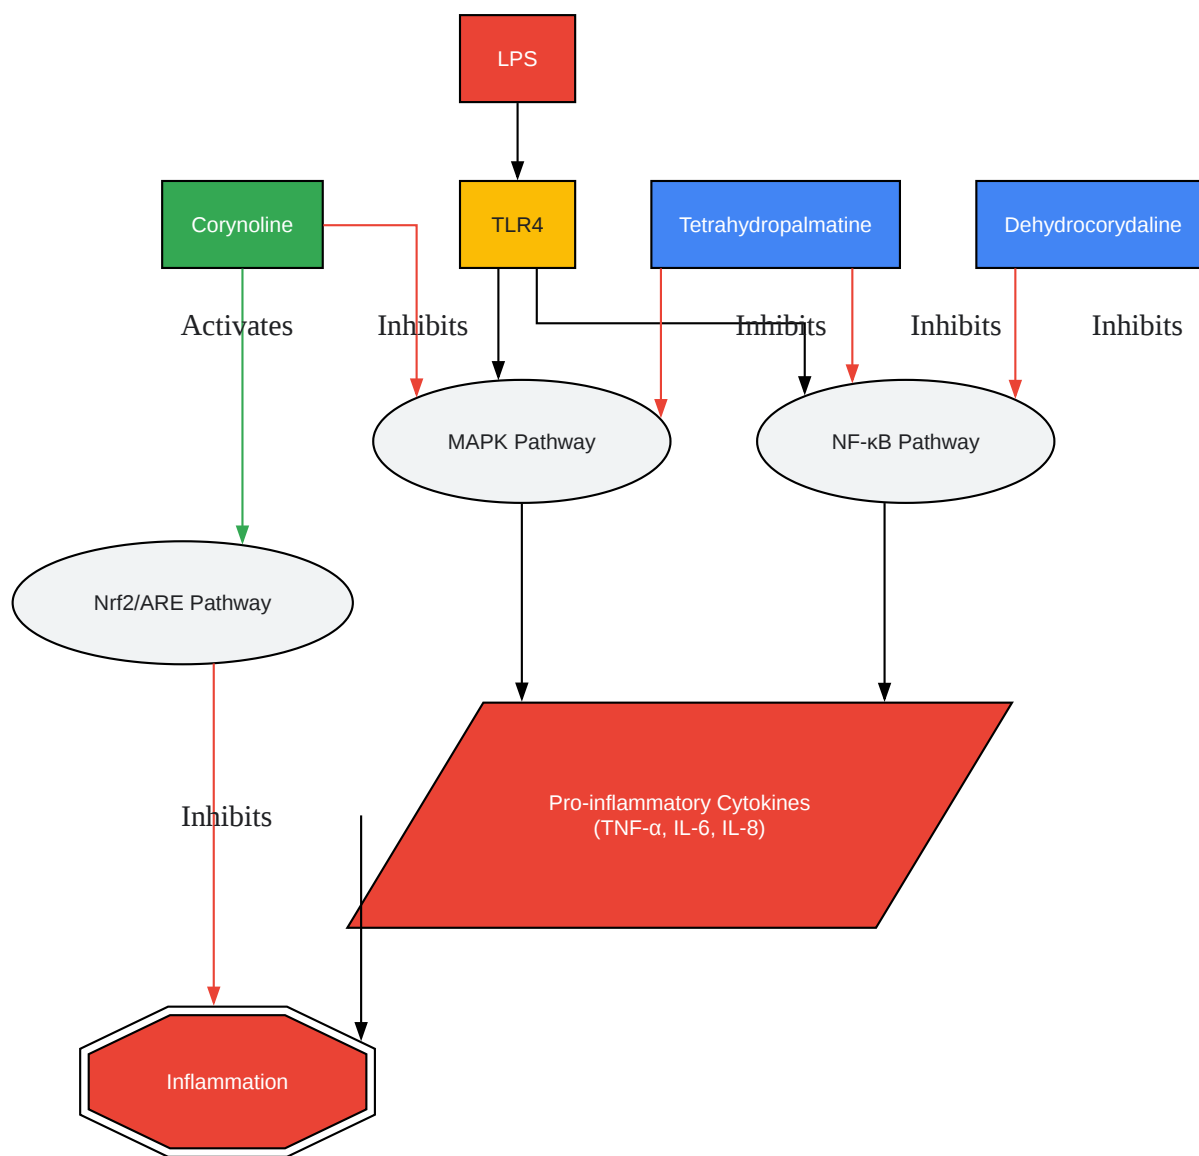 LPS
Corynoline
TLR4
Tetrahydropalmatine
Dehydrocorydaline
Activates
Inhibits
Inhibits
Inhibits
Inhibits
MAPK Pathway
NF-κB Pathway
Nrf2/ARE Pathway
Pro-inflammatory Cytokines
(TNF-α, IL-6, IL-8)
Inhibits
Inflammation